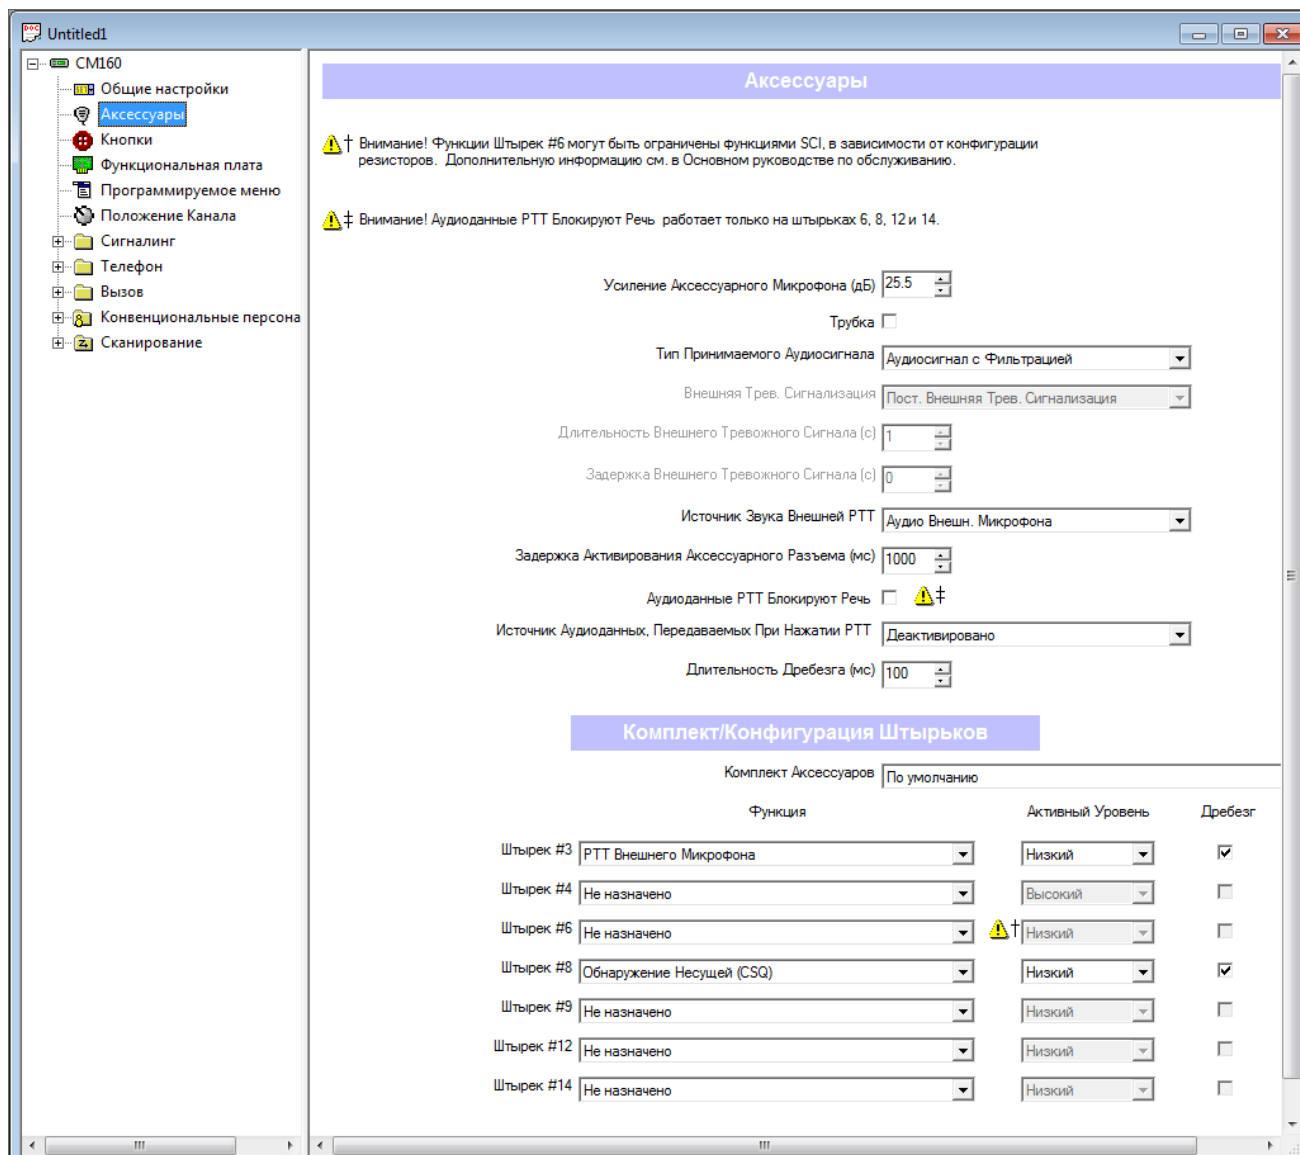 Untitled1
CM160
Общие настройки
Аксессуары
Кнопки
Функциональная плата
Программируемое меню
Положение Канала
Сигналинг
Телефон
Вызов
Конвенциональные персона
Сканирование
Аксессуары
† Внимание! Функции Штырек #6 могут быть ограничены функциями SCI, в зависимости от конфигурации
резисторов. Дополнительную информацию см. в Основном руководстве по обслуживанию.
‡ Внимание! Аудиоданные PTT Блокируют Речь работает только на штырьках 6, 8, 12 и 14.
Усиление Аксессуарного Микрофона (дБ) 25.5
Трубка
Тип Принимаемого Аудиосигнала Аудиосигнал с Фильтрацией
Внешняя Трев. Сигнализация Пост. Внешняя Трев. Сигнализация
Длительность Внешнего Тревожного Сигнала (с) 1
Задержка Внешнего Тревожного Сигнала (с) 0
Источник Звука Внешней PTT Аудио Внешн. Микрофона
Задержка Активирования Аксессуарного Разъема (мс) 1000
Аудиоданные PTT Блокируют Речь ‡
Источник Аудиоданных, Передаваемых При Нажатии PTT Деактивировано
Длительность Дребезга (мс) 100
Комплект/Конфигурация Штырьков
Комплект Аксессуаров По умолчанию
Функция Активный Уровень Дребезг
Штырек #3 PTT Внешнего Микрофона Низкий
Штырек #4 Не назначено Высокий
Штырек #6 Не назначено † Низкий
Штырек #8 Обнаружение Несущей (CSQ) Низкий
Штырек #9 Не назначено Низкий
Штырек #12 Не назначено Низкий
Штырек #14 Не назначено Низкий